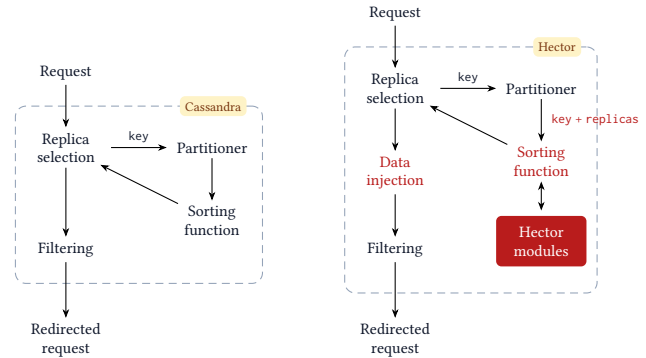 Request
Cassandra
Replica
selection
key
Partitioner
Sorting
function
Filtering
Redirected
request
Request
Hector
Replica
selection
key
Partitioner
key + replicas
Data
injection
Sorting
function
Filtering
Hector
modules
Redirected
request